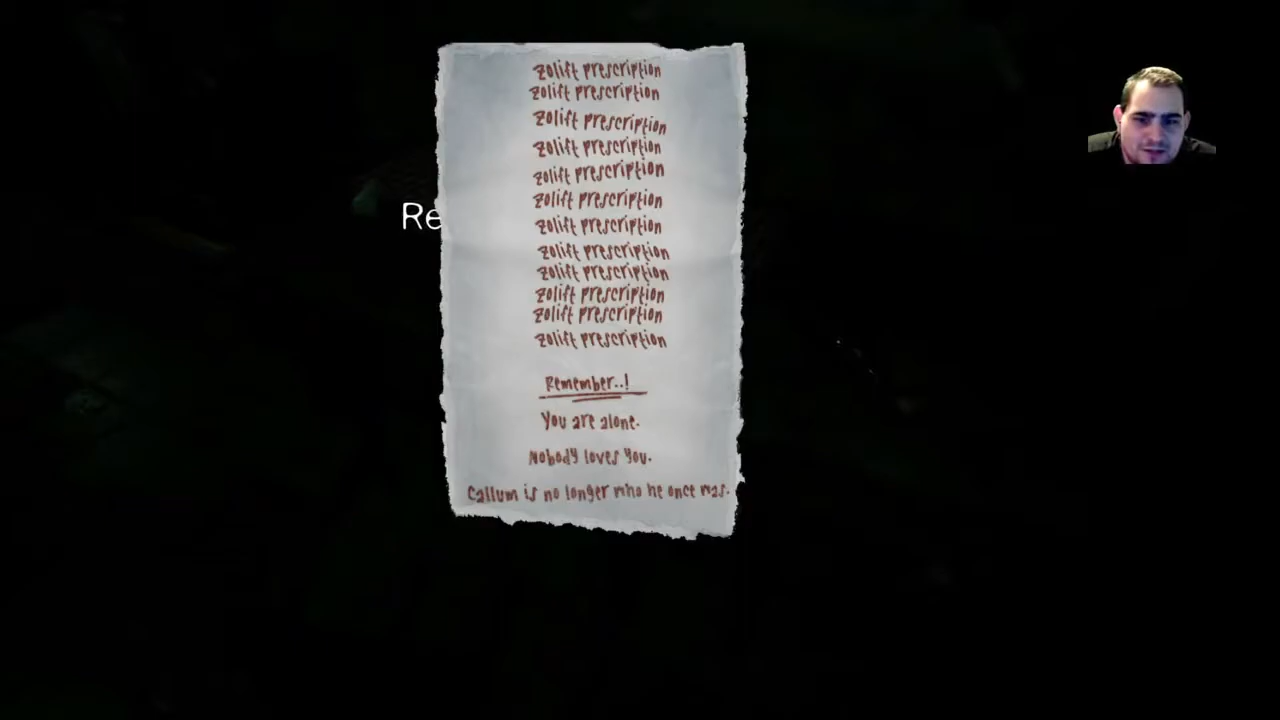 zolift prescription
zolift prescription
zolift prescription
zolift prescription
zolift prescription
zolift prescription
zolift prescription
zolift prescription
zolift prescription
zolift prescription
zolift prescription
zolift prescription
Re
Remember..!
You are alone.
Nobody loves You.
Callum is no longer who he once was.